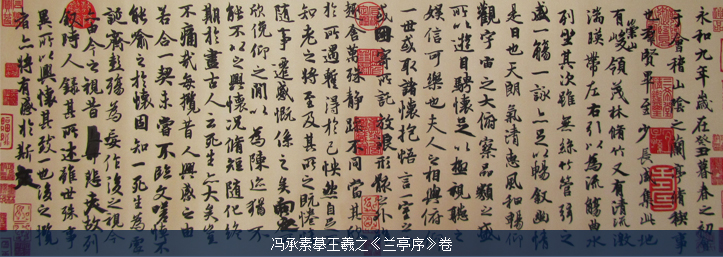 永和九年歲在癸丑暮春之初會
于會稽山陰之蘭亭脩稧事
也群賢畢至少長咸集此地
有崇山峻領茂林脩竹又有清流激
湍暎帶左右引以為流觴曲水
列坐其次雖無絲竹管弦之
盛一觴一詠亦足以暢敘幽情
是日也天朗氣清惠風和暢仰
觀宇宙之大俯察品類之盛
所以遊目騁懷足以極視聽之
娛信可樂也夫人之相與俯仰
一世或取諸懷抱悟言一室之
或因寄所託放浪形骸之外雖
趣舍萬殊靜躁不同當其欣
於所遇蹔得於己快然自足不
知老之將至及其所之既惓情
隨事遷感慨係之矣向之所
欣俛仰之間以為陳迹猶不
能不以之興懷況脩短隨化終
期於盡古人云死生亦大矣豈
不痛哉每攬昔人興感之由
若合一契未嘗不臨文嗟悼不
能喻之於懷固知一死生為虛
誕齊彭殤為妄作後之視今
亦由今之視昔悲夫故列
敘時人錄其所述雖世殊事
異所以興懷其致一也後之攬
者亦將有感於斯文
冯承素摹王羲之《兰亭序》卷